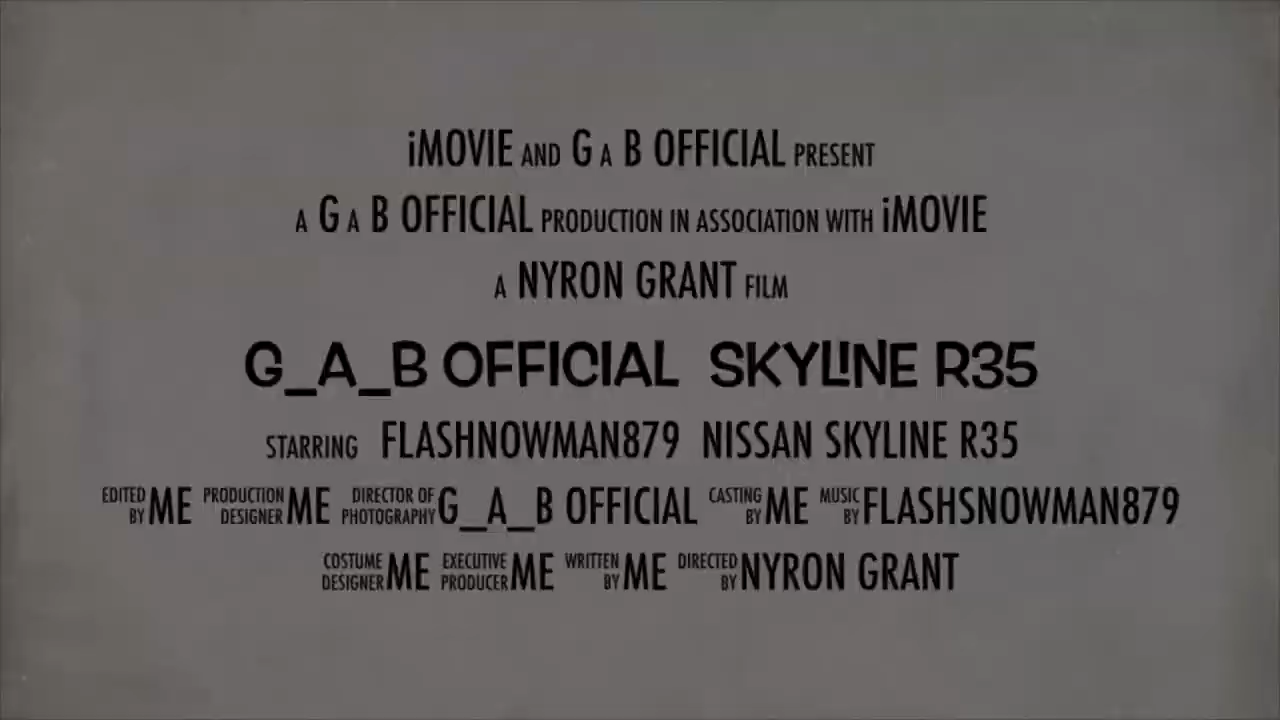 iMOVIE AND G A B OFFICIAL PRESENT
A G A B OFFICIAL PRODUCTION IN ASSOCIATION WITH iMOVIE
A NYRON GRANT FILM
G_A_B OFFICIAL SKYLINE R35
STARRING FLASHNOWMAN879 NISSAN SKYLINE R35
EDITED BY ME PRODUCTION DESIGNER ME DIRECTOR OF PHOTOGRAPHY G_A_B OFFICIAL CASTING BY ME MUSIC BY FLASHSNOWMAN879
COSTUME DESIGNER ME EXECUTIVE PRODUCER ME WRITTEN BY ME DIRECTED BY NYRON GRANT